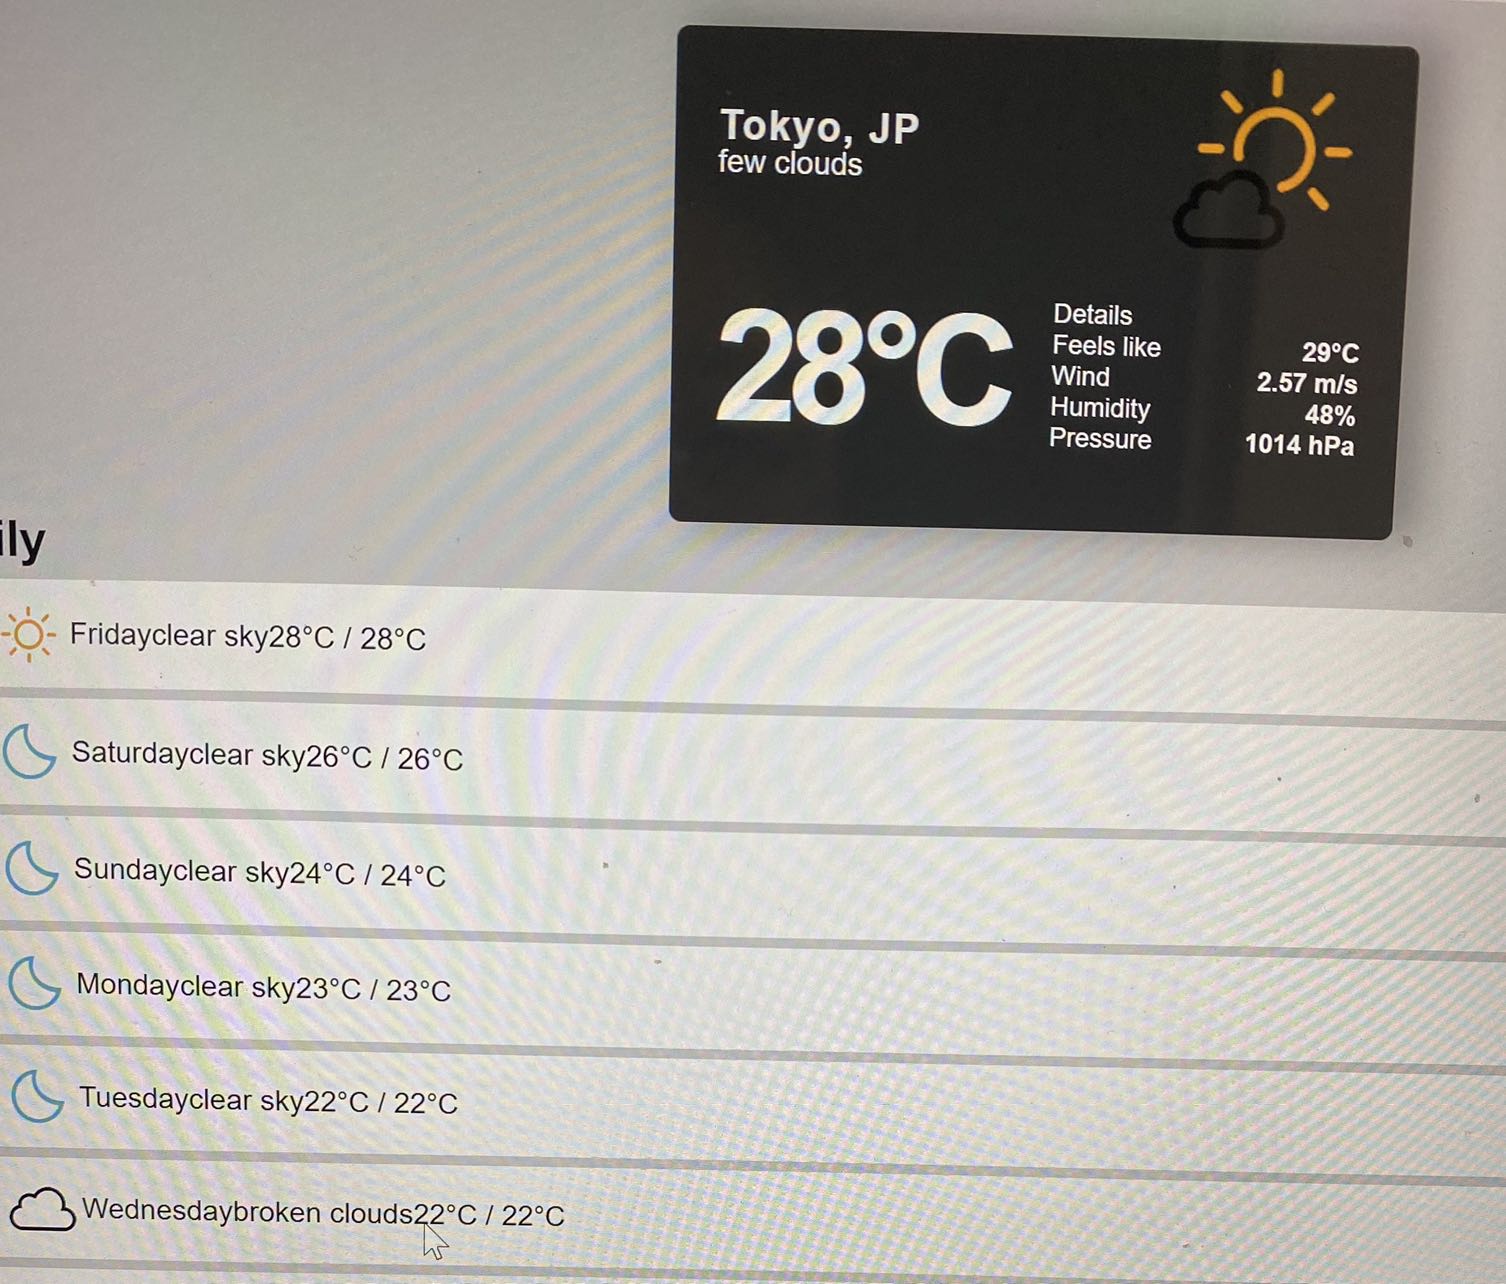 Tokyo, JP
few clouds
28°C
Details
Feels like 29°C
Wind 2.57 m/s
Humidity 48%
Pressure 1014 hPa
ily
Fridayclear sky28°C / 28°C
Saturdayclear sky26°C / 26°C
Sundayclear sky24°C / 24°C
Mondayclear sky23°C / 23°C
Tuesdayclear sky22°C / 22°C
Wednesdaybroken clouds22°C / 22°C